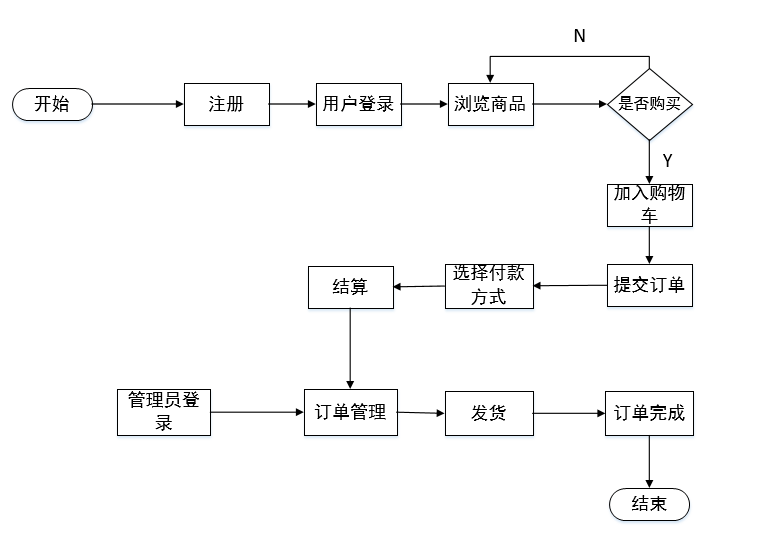 N
开始
注册
用户登录
浏览商品
是否购买
Y
加入购物
车
结算
选择付款
方式
提交订单
管理员登
录
订单管理
发货
订单完成
结束